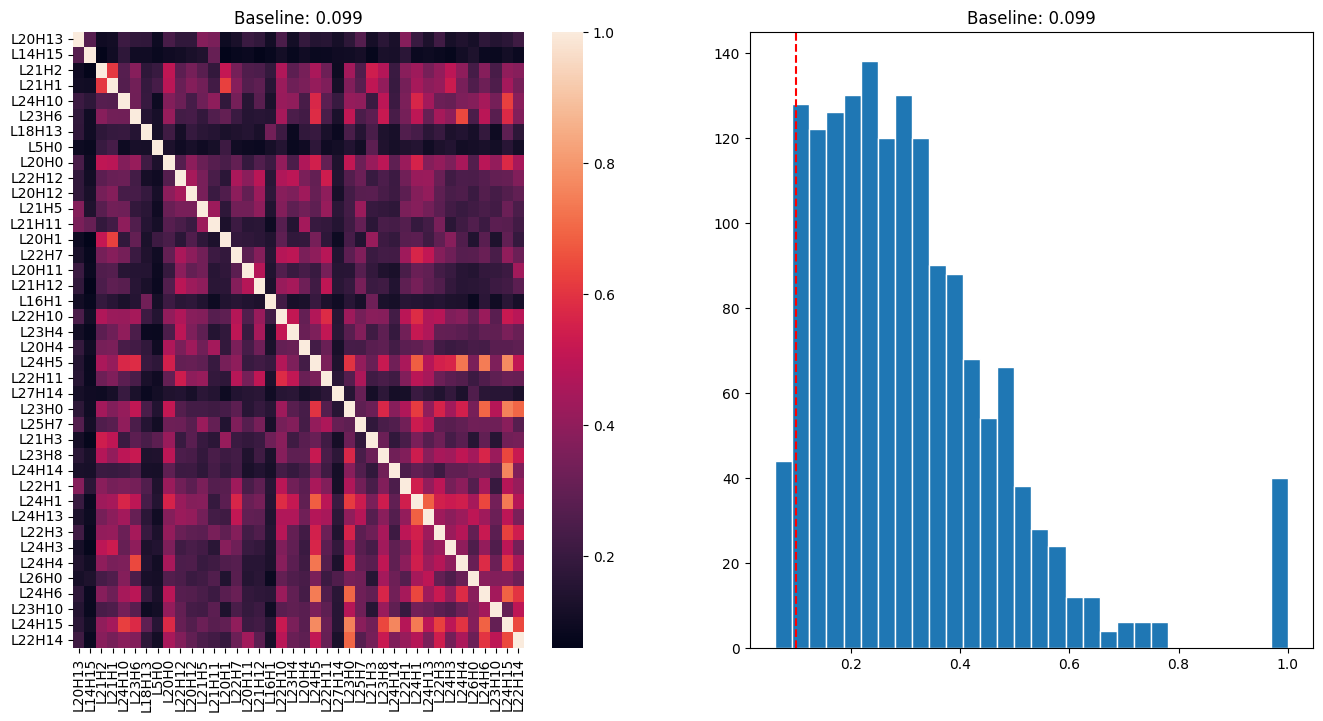 Baseline: 0.099
L20H13
L14H15
L21H2
L21H1
L24H10
L23H6
L18H13
L5H0
L20H0
L22H12
L20H12
L21H5
L21H11
L20H1
L22H7
L20H11
L21H12
L16H1
L22H10
L23H4
L20H4
L24H5
L22H11
L27H14
L23H0
L25H7
L21H3
L23H8
L24H14
L22H1
L24H1
L24H13
L22H3
L24H3
L24H4
L26H0
L24H6
L23H10
L24H15
L22H14
L20H13
L14H15
L21H2
L21H1
L24H10
L23H6
L18H13
L5H0
L20H0
L22H12
L20H12
L21H5
L21H11
L20H1
L22H7
L20H11
L21H12
L16H1
L22H10
L23H4
L20H4
L24H5
L22H11
L27H14
L23H0
L25H7
L21H3
L23H8
L24H14
L22H1
L24H1
L24H13
L22H3
L24H3
L24H4
L26H0
L24H6
L23H10
L24H15
L22H14
1.0
0.8
0.6
0.4
0.2
Baseline: 0.099
140
120
100
80
60
40
20
0
0.2
0.4
0.6
0.8
1.0